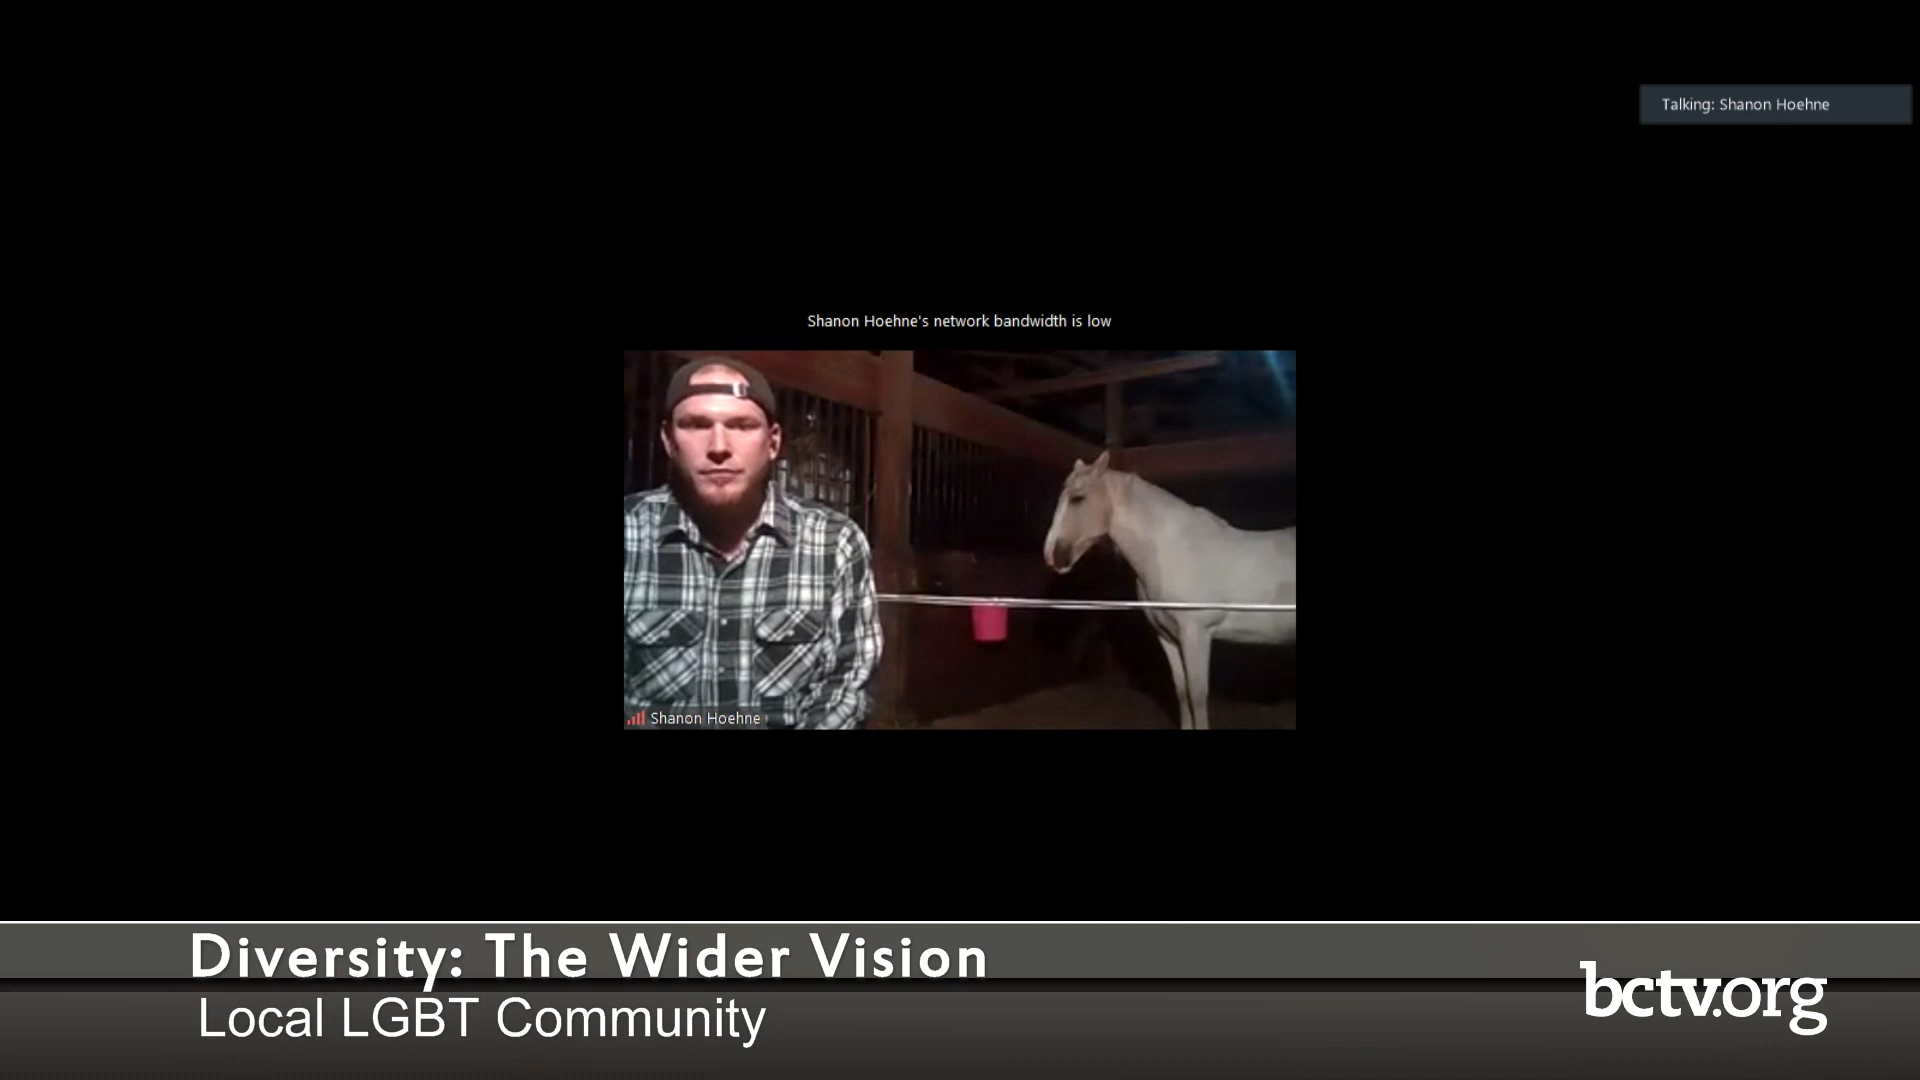 Talking: Shanon Hoehne
Shanon Hoehne's network bandwidth is low
Shanon Hoehne
Diversity: The Wider Vision
Local LGBT Community
bctv.org